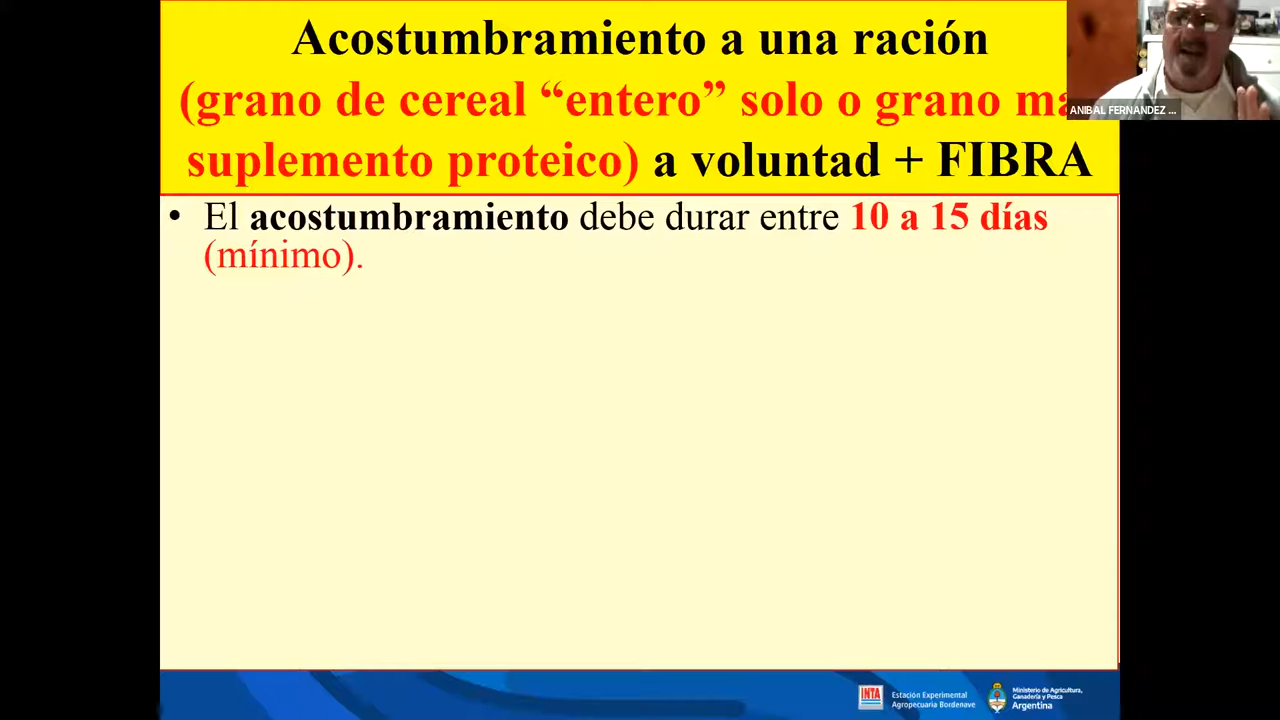 Acostumbramiento a una ración
(grano de cereal “entero” solo o grano
suplemento proteico) a voluntad + FIBRA
ANIBAL FERNANDEZ ...
• El acostumbramiento debe durar entre 10 a 15 días
(mínimo).
INTA
Estación Experimental
Agropecuaria Bordenave
Ministerio de Agricultura,
Ganadería y Pesca
Argentina